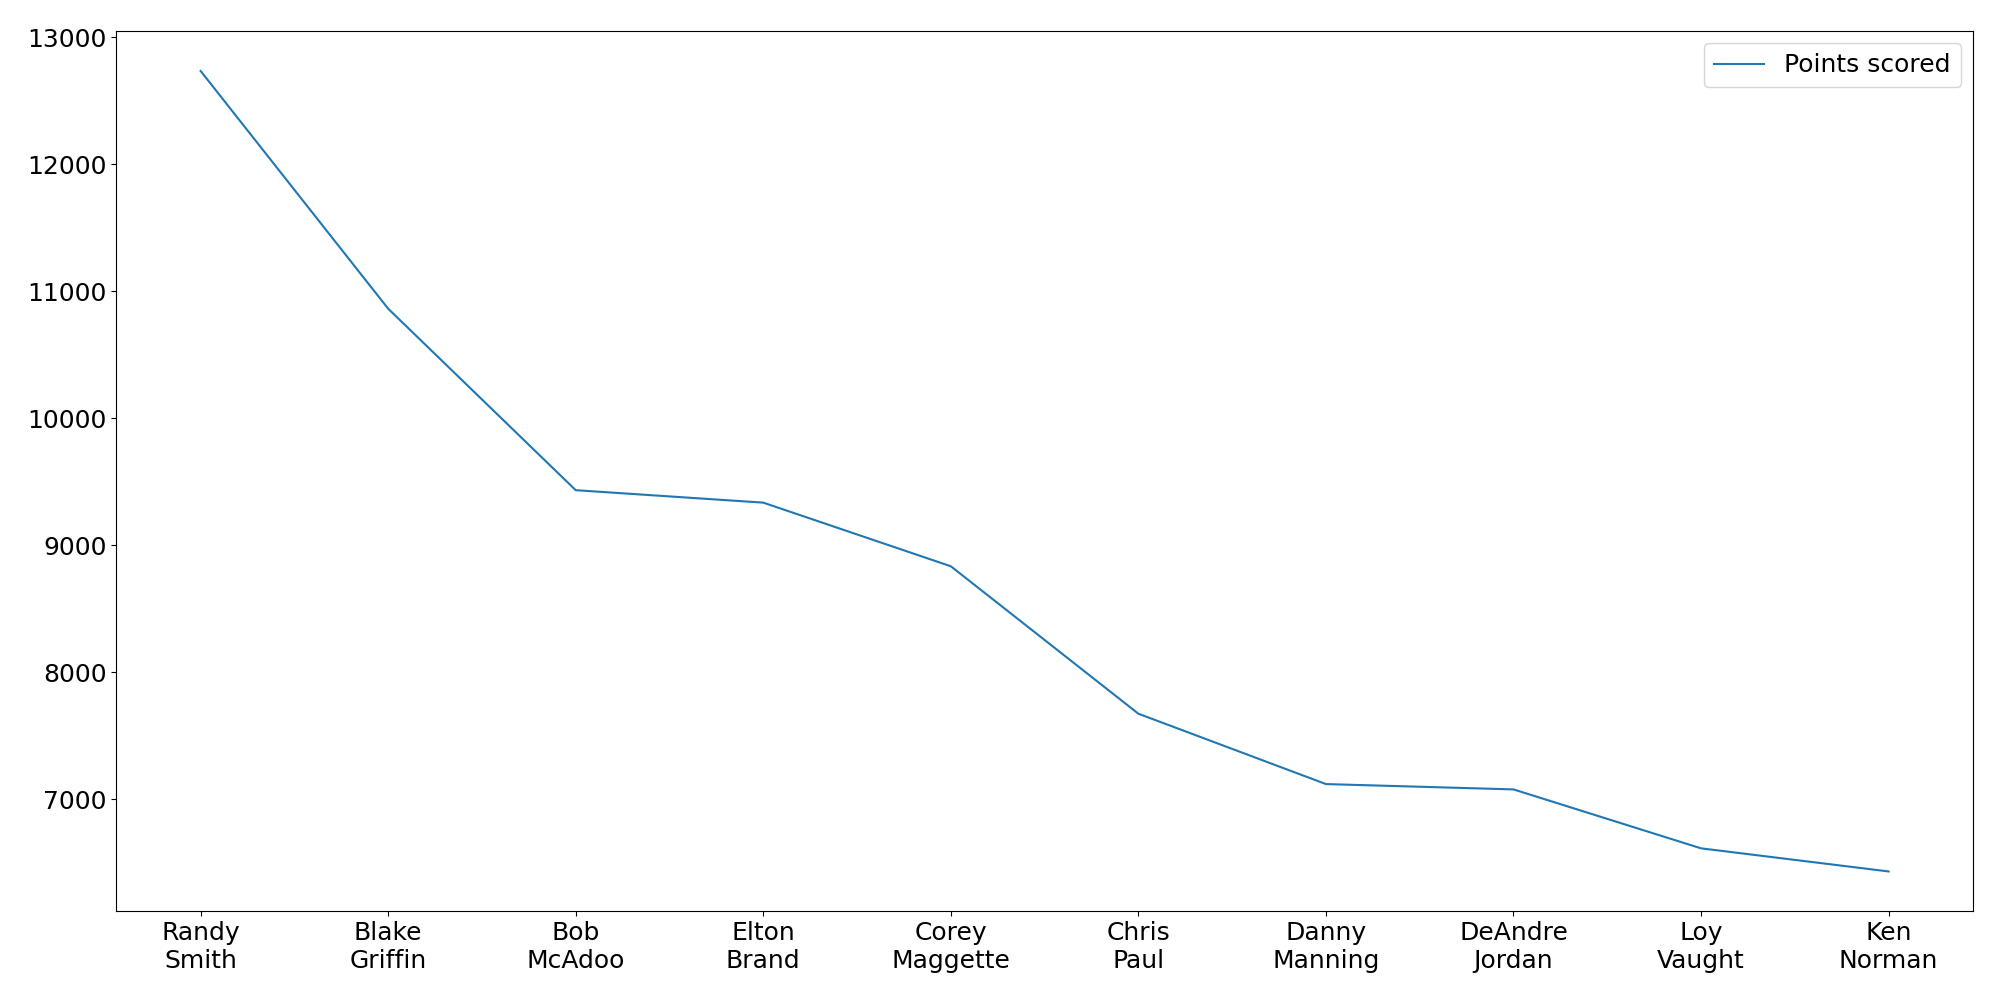 13000
12000
11000
10000
9000
8000
7000
Points scored
Randy Smith
Blake Griffin
Bob McAdoo
Elton Brand
Corey Maggette
Chris Paul
Danny Manning
DeAndre Jordan
Loy Vaught
Ken Norman